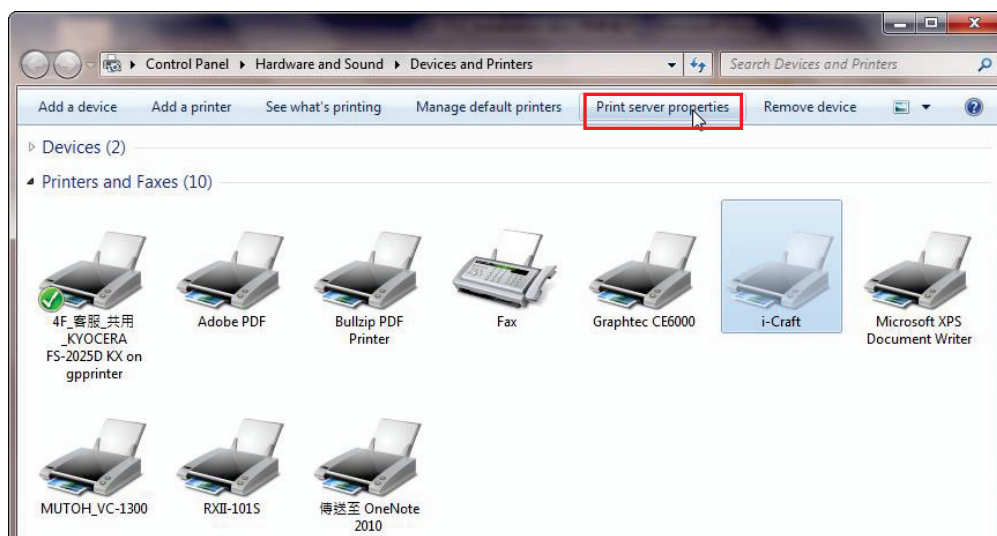 Control Panel ▸ Hardware and Sound ▸ Devices and Printers
Search Devices and Printers
Add a device Add a printer See what's printing Manage default printers Print server properties Remove device
Devices (2)
Printers and Faxes (10)
4F_客服_共用
_KYOCERA
FS-2025D KX on
gpprinter
Adobe PDF
Bullzip PDF
Printer
Fax
Graphtec CE6000
i-Craft
Microsoft XPS
Document Writer
MUTOH_VC-1300
RXII-101S
傳送至 OneNote
2010